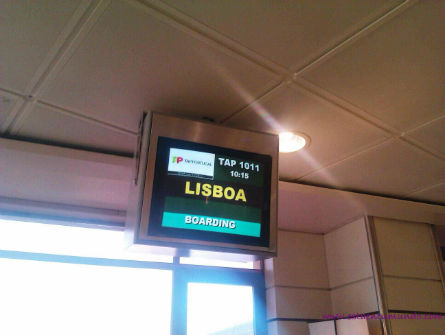 TAP PORTUGAL
TAP 1011
10:15
LISBOA
BOARDING